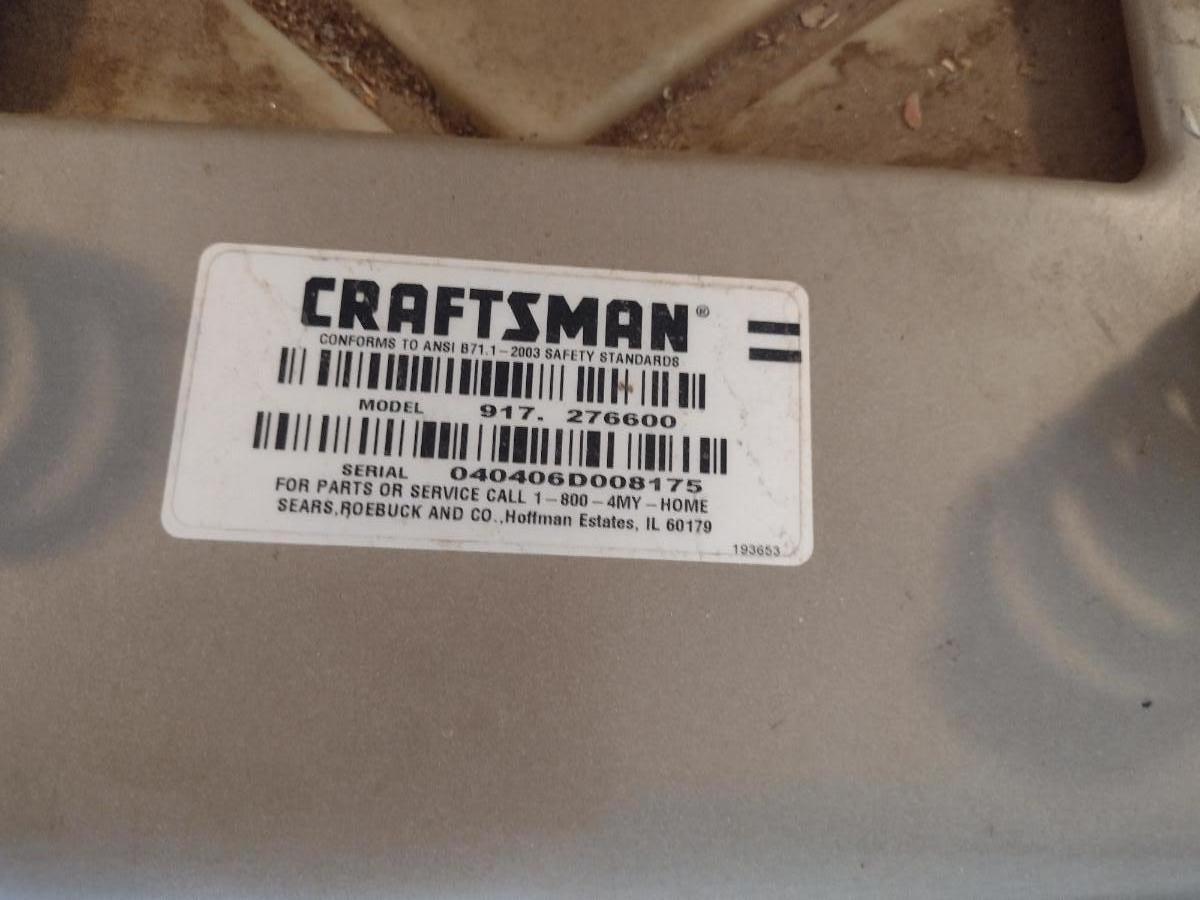 CRAFTSMAN®
CONFORMS TO ANSI B71.1-2003 SAFETY STANDARDS
MODEL 917. 276600
SERIAL 040406D008175
FOR PARTS OR SERVICE CALL 1-800-4MY-HOME
SEARS,ROEBUCK AND CO.,Hoffman Estates, IL 60179
193653